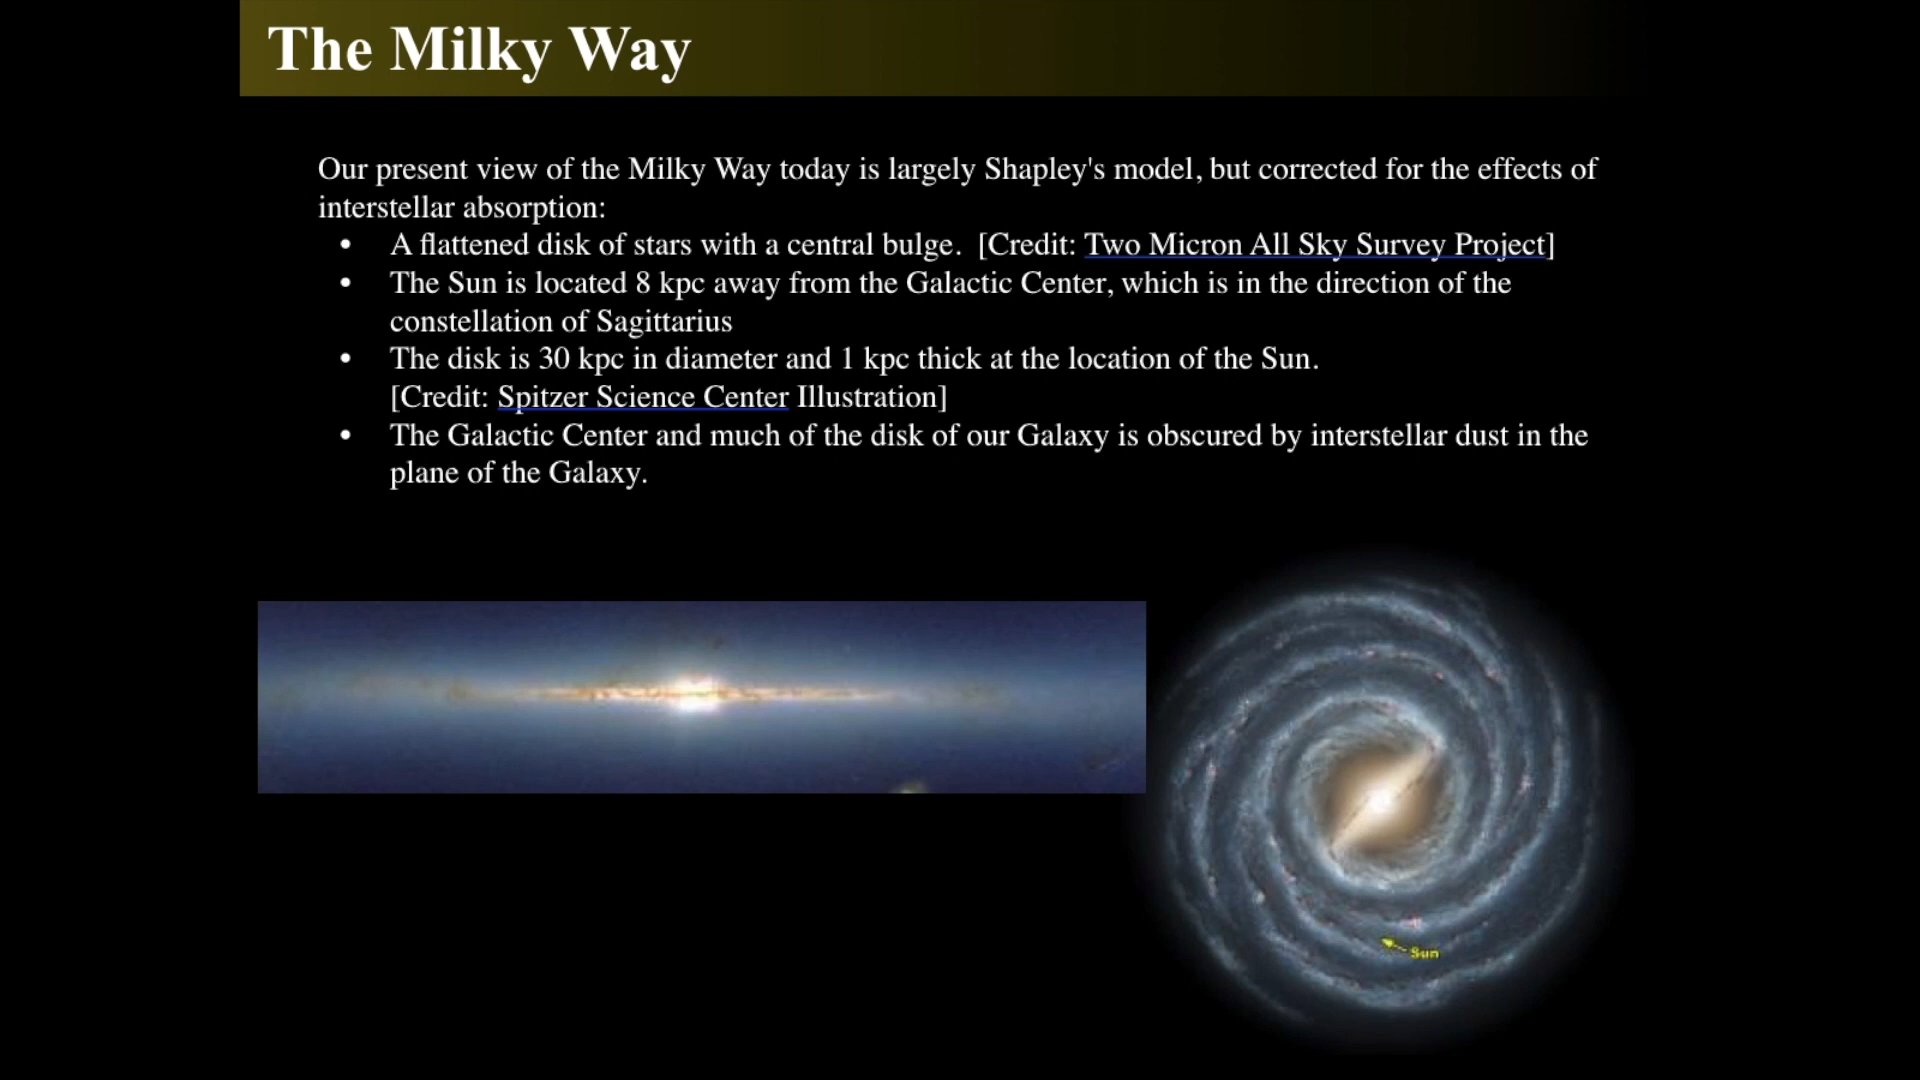 The Milky Way
Our present view of the Milky Way today is largely Shapley's model, but corrected for the effects of
interstellar absorption:
• A flattened disk of stars with a central bulge. [Credit: Two Micron All Sky Survey Project]
• The Sun is located 8 kpc away from the Galactic Center, which is in the direction of the
constellation of Sagittarius
• The disk is 30 kpc in diameter and 1 kpc thick at the location of the Sun.
[Credit: Spitzer Science Center Illustration]
• The Galactic Center and much of the disk of our Galaxy is obscured by interstellar dust in the
plane of the Galaxy.
Sun